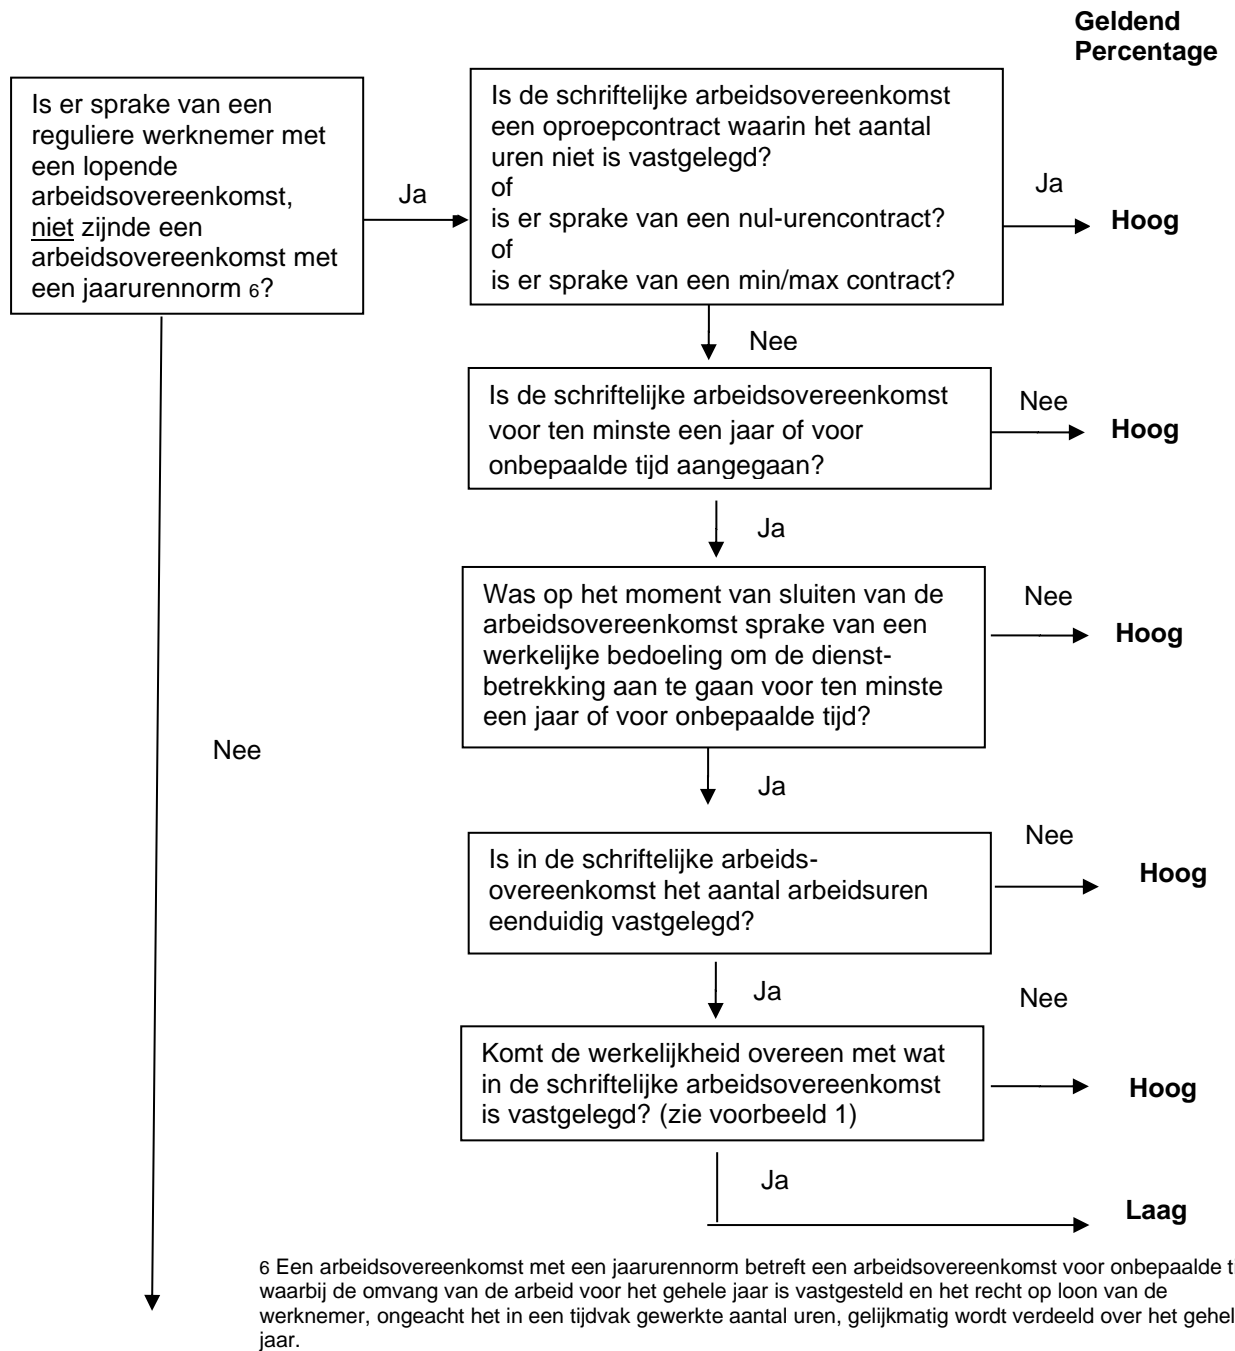 Geldend
Percentage
Is er sprake van een
reguliere werknemer met
een lopende
arbeidsovereenkomst,
niet zijnde een
arbeidsovereenkomst met
een jaarurennorm 6?
Ja
Is de schriftelijke arbeidsovereenkomst
een oproepcontract waarin het aantal
uren niet is vastgelegd?
of
is er sprake van een nul-urencontract?
of
is er sprake van een min/max contract?
Ja
Hoog
Nee
Is de schriftelijke arbeidsovereenkomst
voor ten minste een jaar of voor
onbepaalde tijd aangegaan?
Nee
Hoog
Ja
Was op het moment van sluiten van de
arbeidsovereenkomst sprake van een
werkelijke bedoeling om de dienst-
betrekking aan te gaan voor ten minste
een jaar of voor onbepaalde tijd?
Nee
Hoog
Nee
Ja
Is in de schriftelijke arbeids-
overeenkomst het aantal arbeidsuren
eenduidig vastgelegd?
Nee
Hoog
Ja
Nee
Komt de werkelijkheid overeen met wat
in de schriftelijke arbeidsovereenkomst
is vastgelegd? (zie voorbeeld 1)
Hoog
Ja
Laag
6 Een arbeidsovereenkomst met een jaarurennorm betreft een arbeidsovereenkomst voor onbepaalde
waarbij de omvang van de arbeid voor het gehele jaar is vastgesteld en het recht op loon van de
werknemer, ongeacht het in een tijdvak gewerkte aantal uren, gelijkmatig wordt verdeeld over het gehel
jaar.